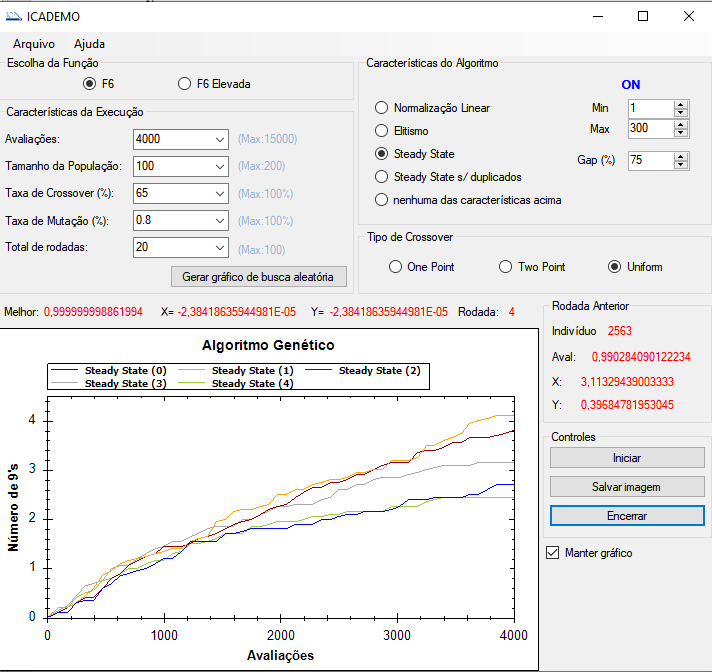 ICADEMO
Arquivo Ajuda
Escolha da Função
F6 F6 Elevada
Características da Execução
Avaliações: 4000 (Max:15000)
Tamanho da População: 100 (Max:200)
Taxa de Crossover (%): 65 (Max:100%)
Taxa de Mutação (%): 0.8 (Max:100%)
Total de rodadas: 20 (Max:100)
Gerar gráfico de busca aleatória
Características do Algoritmo
ON
Normalização Linear
Elitismo
Steady State
Steady State s/ duplicados
nenhuma das características acima
Min 1
Max 300
Gap (%) 75
Tipo de Crossover
One Point Two Point Uniform
Melhor: 0,999999998861994 X= -2,38418635944981E-05 Y= -2,38418635944981E-05 Rodada: 4
Algoritmo Genético
Steady State (0) Steady State (1) Steady State (2)
Steady State (3) Steady State (4)
Número de 9's
4
3
2
1
0
0 1000 2000 3000 4000
Avaliações
Rodada Anterior
Indivíduo 2563
Aval: 0,990284090122234
X: 3,11329439003333
Y: 0,39684781953045
Controles
Iniciar
Salvar imagem
Encerrar
Manter gráfico